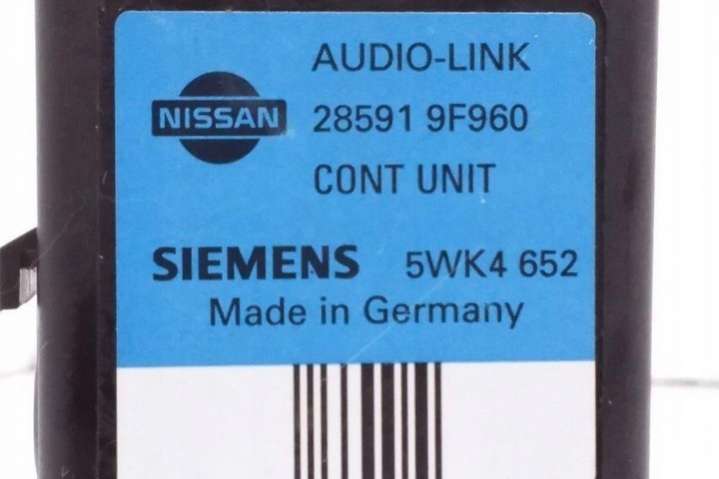 AUDIO-LINK
NISSAN 28591 9F960
CONT UNIT
SIEMENS 5WK4 652
Made in Germany